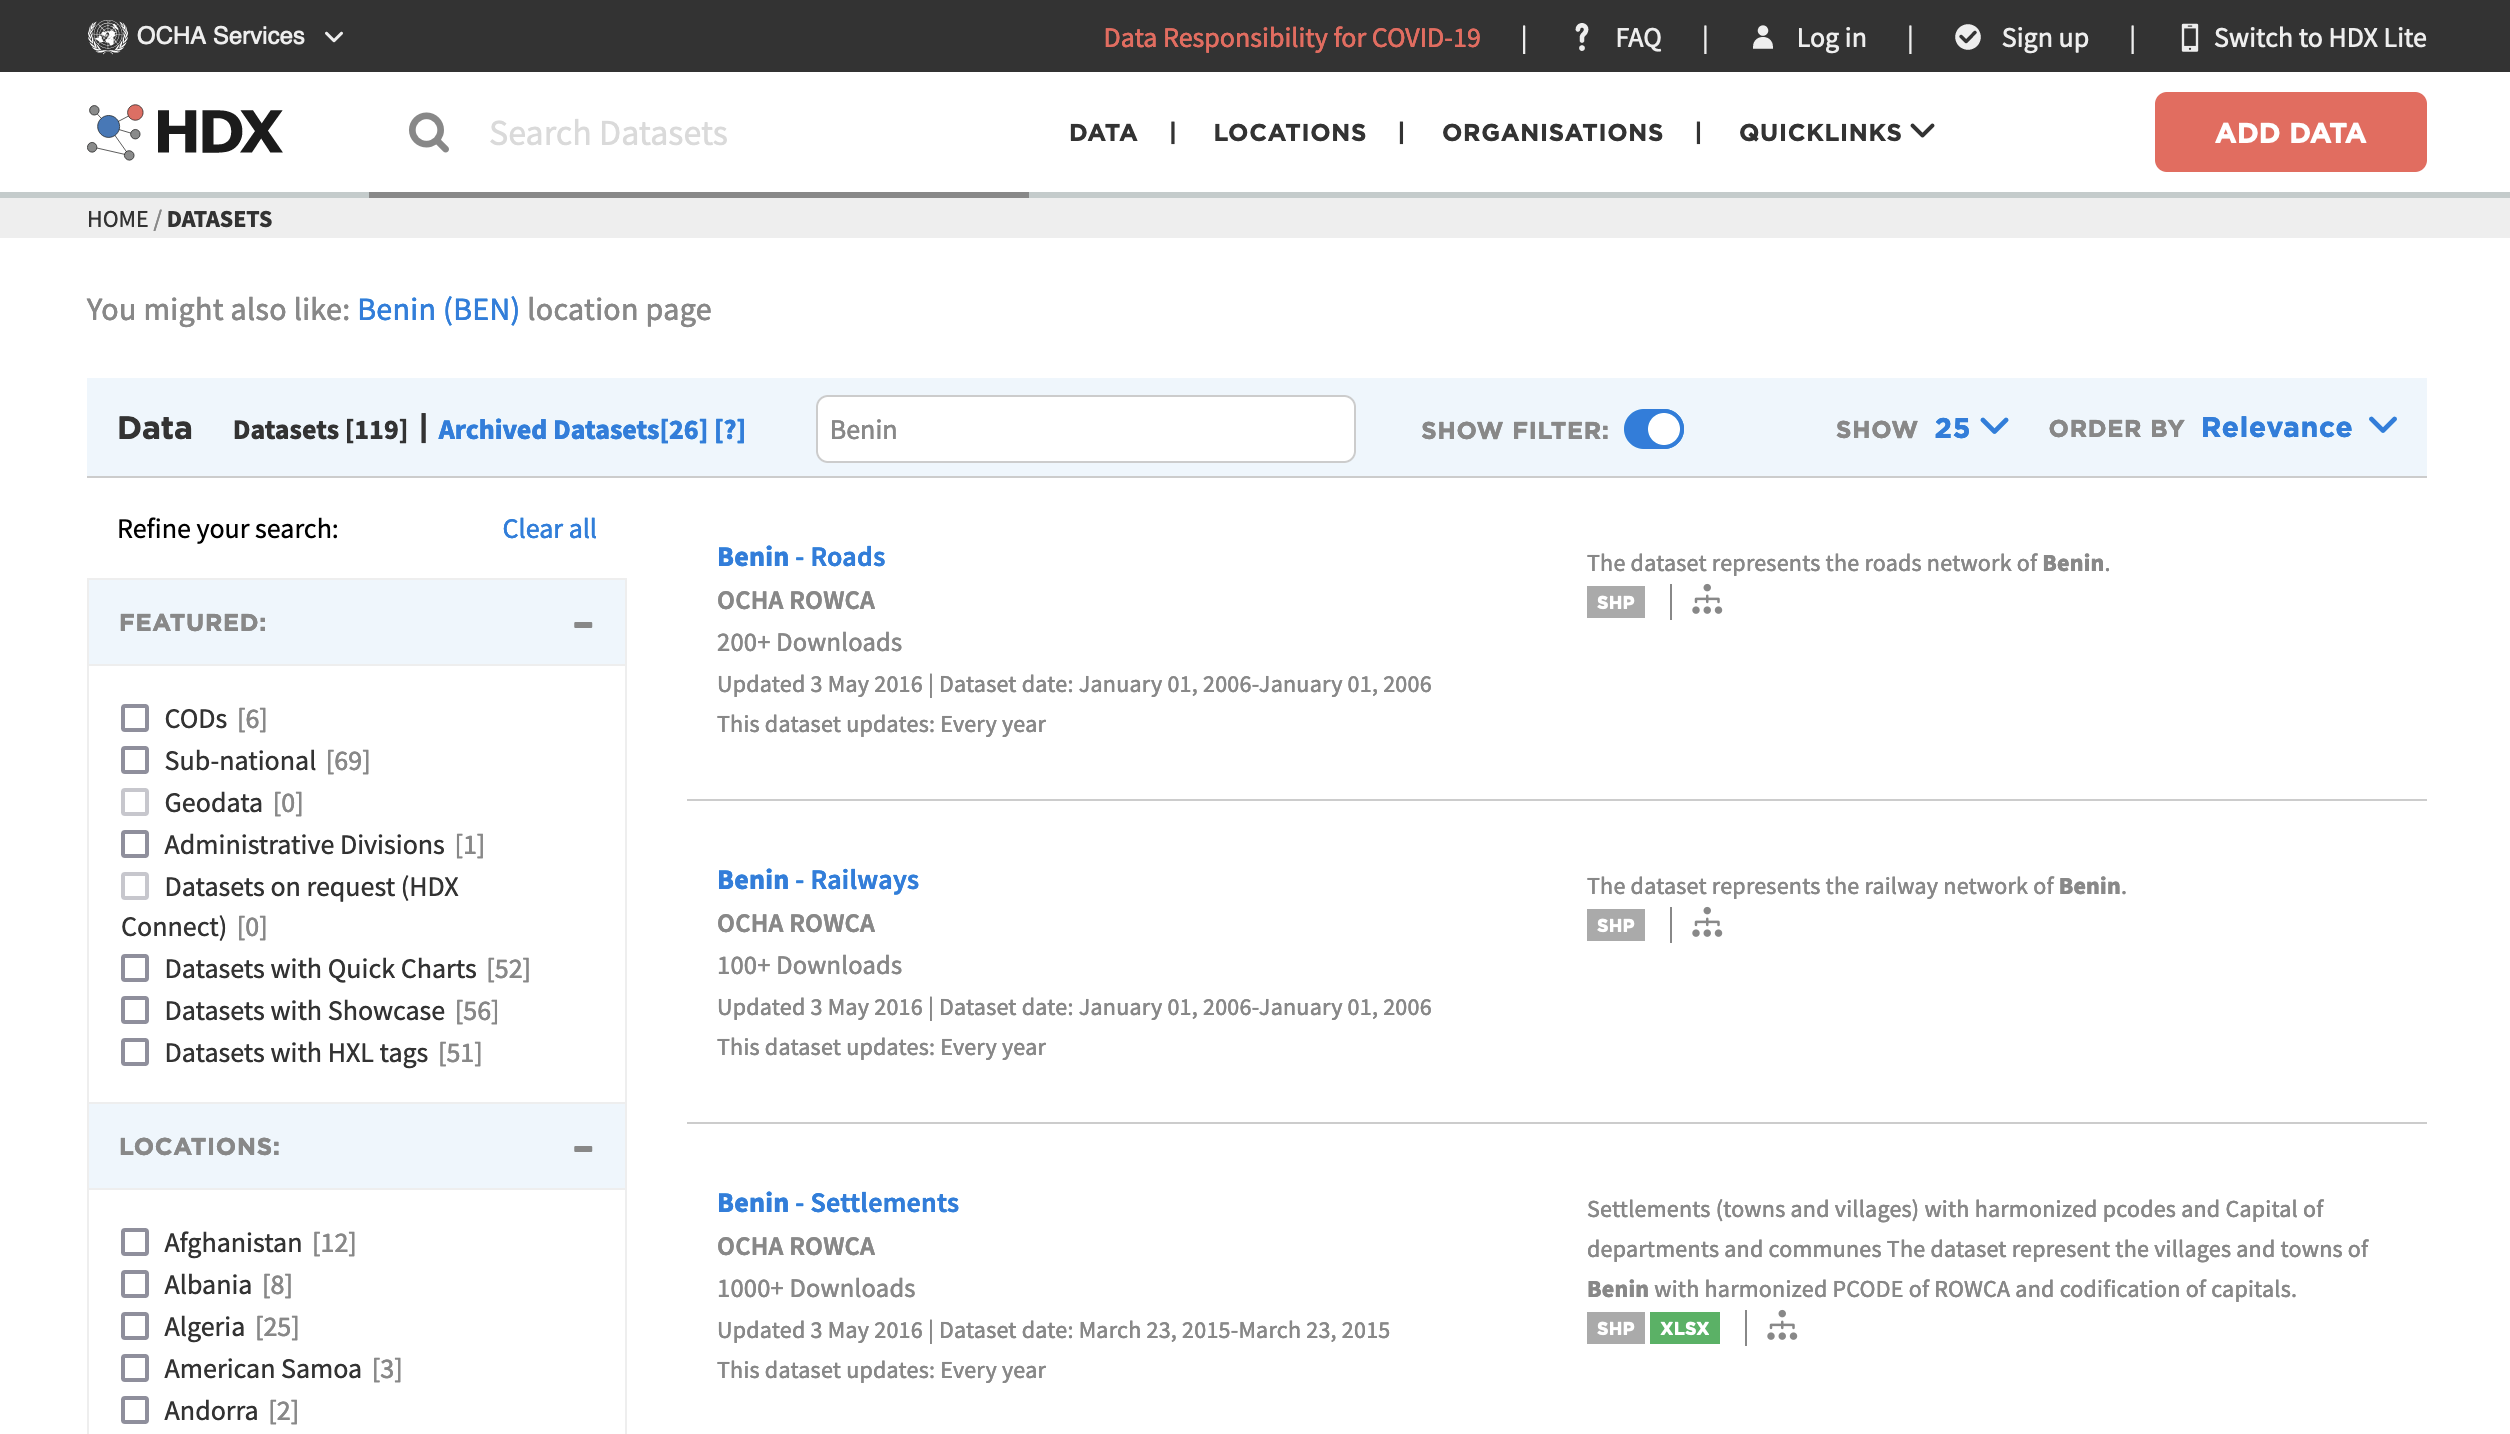 OCHA Services
Data Responsibility for COVID-19 | FAQ | Log in | Sign up | Switch to HDX Lite
HDX
Search Datasets
DATA | LOCATIONS | ORGANISATIONS | QUICKLINKS
ADD DATA
HOME / DATASETS
You might also like: Benin (BEN) location page
Data
Datasets [119] | Archived Datasets[26] [?]
Benin
SHOW FILTER:
SHOW 25
ORDER BY Relevance
Refine your search:
Clear all
FEATURED:
CODs [6]
Sub-national [69]
Geodata [0]
Administrative Divisions [1]
Datasets on request (HDX
Connect) [0]
Datasets with Quick Charts [52]
Datasets with Showcase [56]
Datasets with HXL tags [51]
LOCATIONS:
Afghanistan [12]
Albania [8]
Algeria [25]
American Samoa [3]
Andorra [2]
Benin - Roads
OCHA ROWCA
200+ Downloads
Updated 3 May 2016 | Dataset date: January 01, 2006-January 01, 2006
This dataset updates: Every year
The dataset represents the roads network of Benin.
SHP
Benin - Railways
OCHA ROWCA
100+ Downloads
Updated 3 May 2016 | Dataset date: January 01, 2006-January 01, 2006
This dataset updates: Every year
The dataset represents the railway network of Benin.
SHP
Benin - Settlements
OCHA ROWCA
1000+ Downloads
Updated 3 May 2016 | Dataset date: March 23, 2015-March 23, 2015
This dataset updates: Every year
Settlements (towns and villages) with harmonized pcodes and Capital of
departments and communes The dataset represent the villages and towns of
Benin with harmonized PCODE of ROWCA and codification of capitals.
SHP XLSX